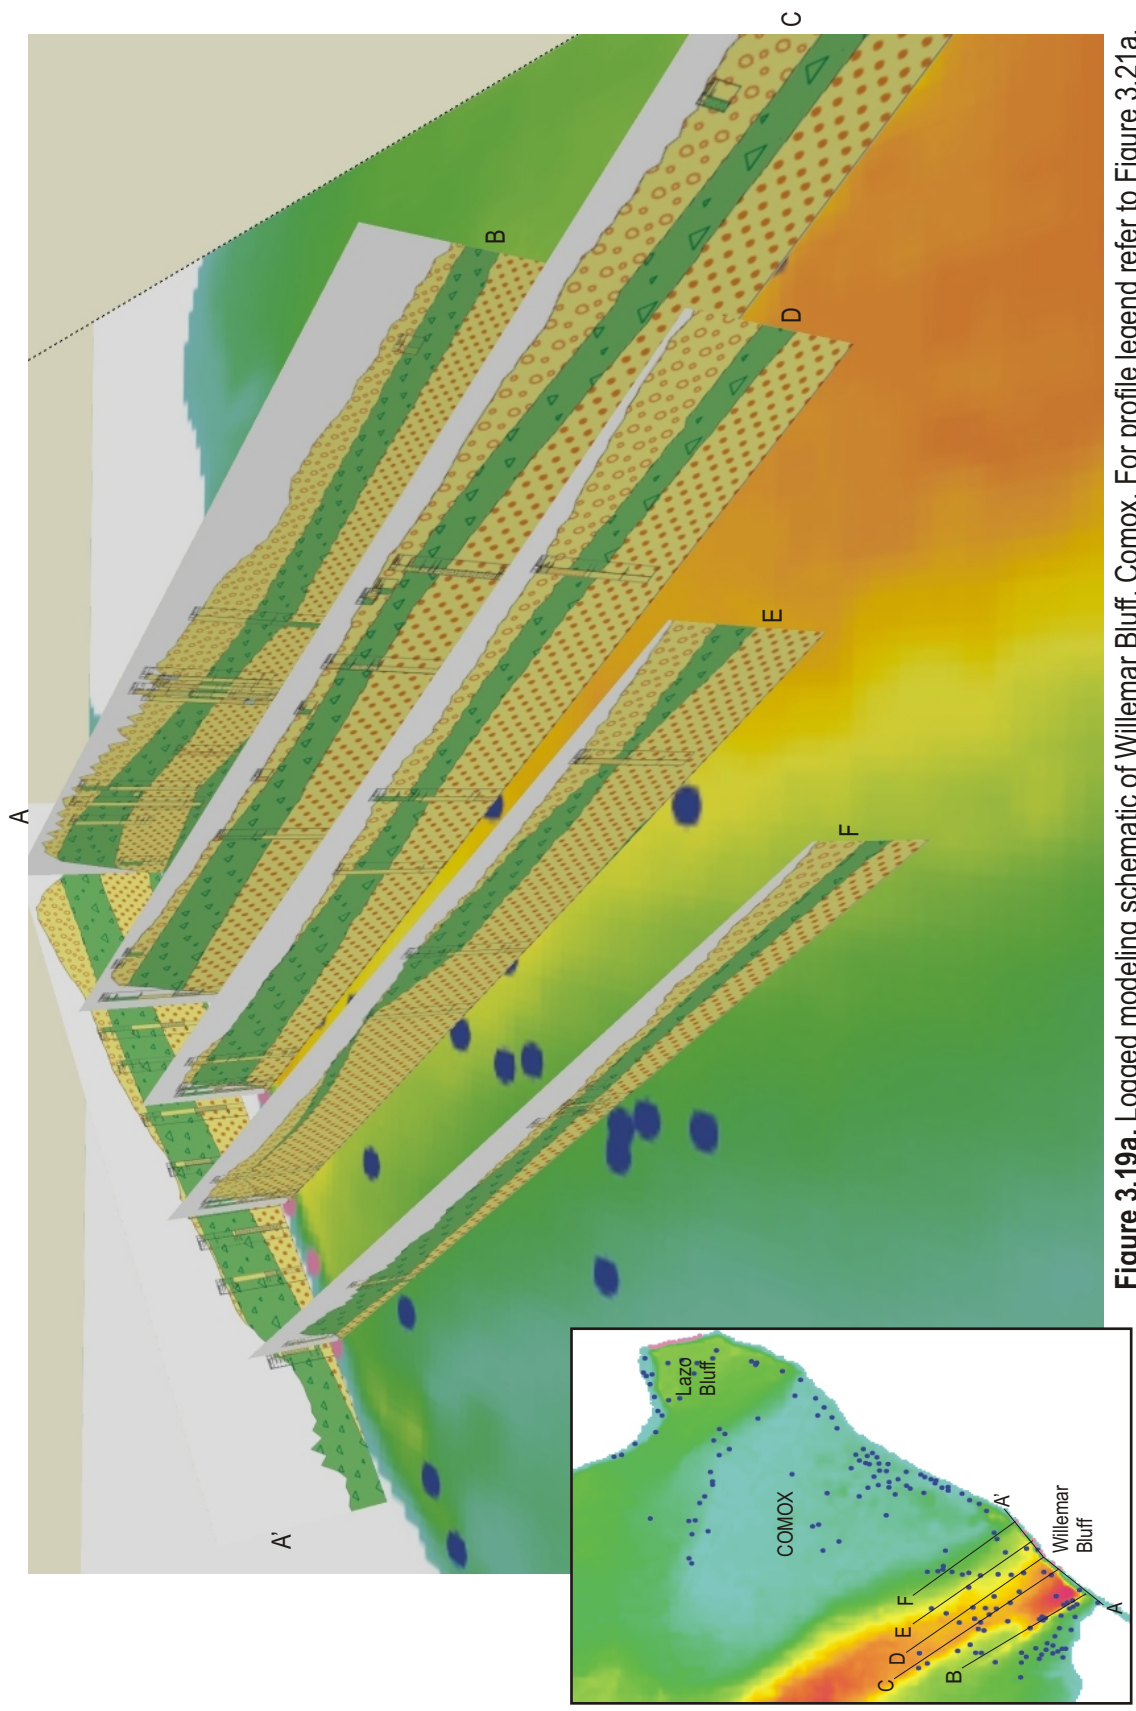 A
A'
B
C
D
E
F
Lazo
Bluff
COMOX
Willemar
Bluff
A'
A
F
E
D
C
B
Figure 3.19a. Logged modeling schematic of Willemar Bluff, Comox. For profile legend refer to Figure 3.21a.